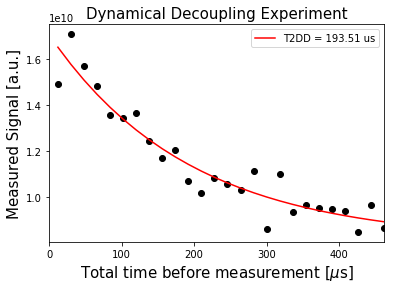 Dynamical Decoupling Experiment
1e10
T2DD = 193.51 us
1.6
1.4
1.2
1.0
Measured Signal [a.u.]
0
100
200
300
400
Total time before measurement [μs]